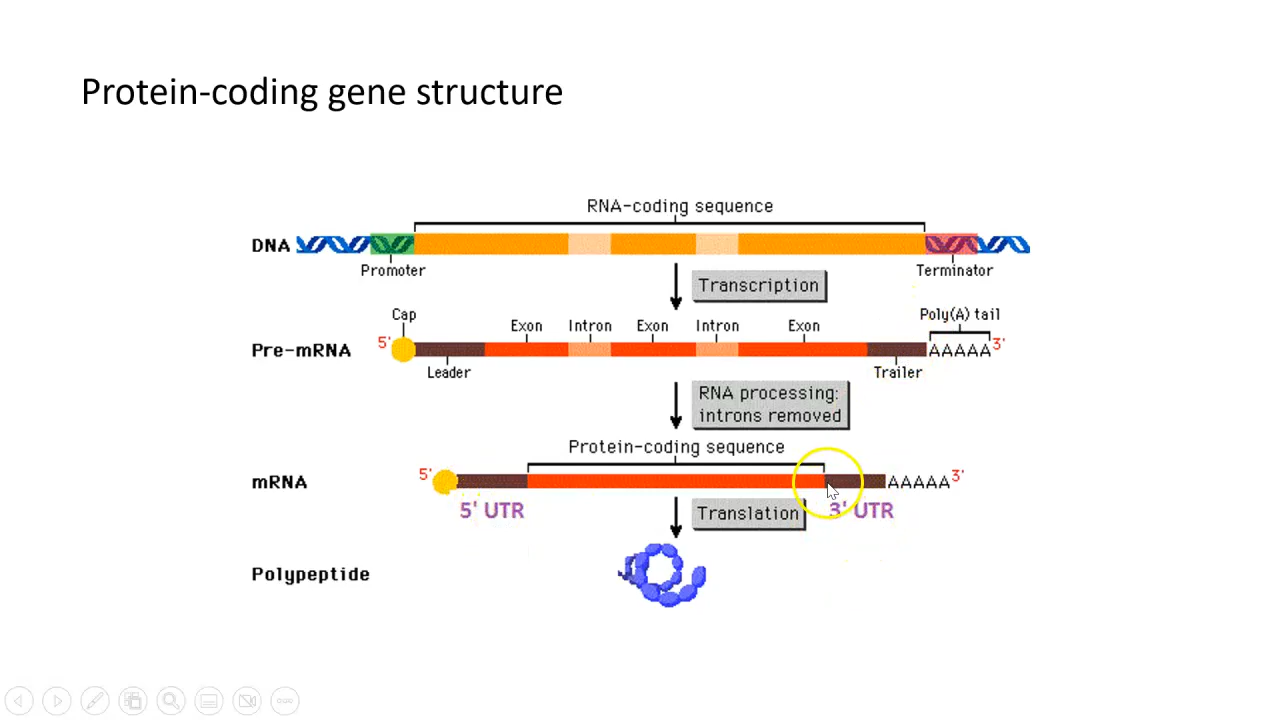 Protein-coding gene structure
RNA-coding sequence
DNA
Promoter
Terminator
Transcription
Cap
Exon
Intron
Exon
Intron
Exon
Poly(A) tail
Pre-mRNA
5'
AAAAA
3'
Leader
Trailer
RNA processing:
introns removed
Protein-coding sequence
mRNA
5'
AAAAA
3'
5' UTR
Translation
3' UTR
Polypeptide